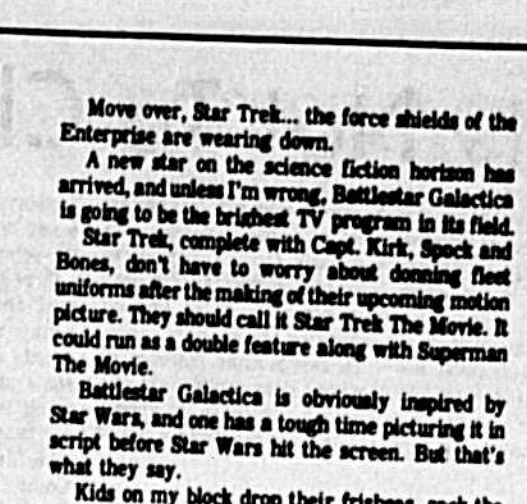 Move over, Star Trek... the force shields of the
Enterprise are wearing down.
A new star on the science fiction horizon has
arrived, and unless I'm wrong, Battlestar Galactica
is going to be the brighest TV program in its field.
Star Trek, complete with Capt. Kirk, Spock and
Bones, don't have to worry about donning fleet
uniforms after the making of their upcoming motion
picture. They should call it Star Trek The Movie. It
could run as a double feature along with Superman
The Movie.
Battlestar Galactica is obviously inspired by
Star Wars, and one has a tough time picturing it in
script before Star Wars hit the screen. But that's
what they say.
Kids on my block drop their frisbees, the